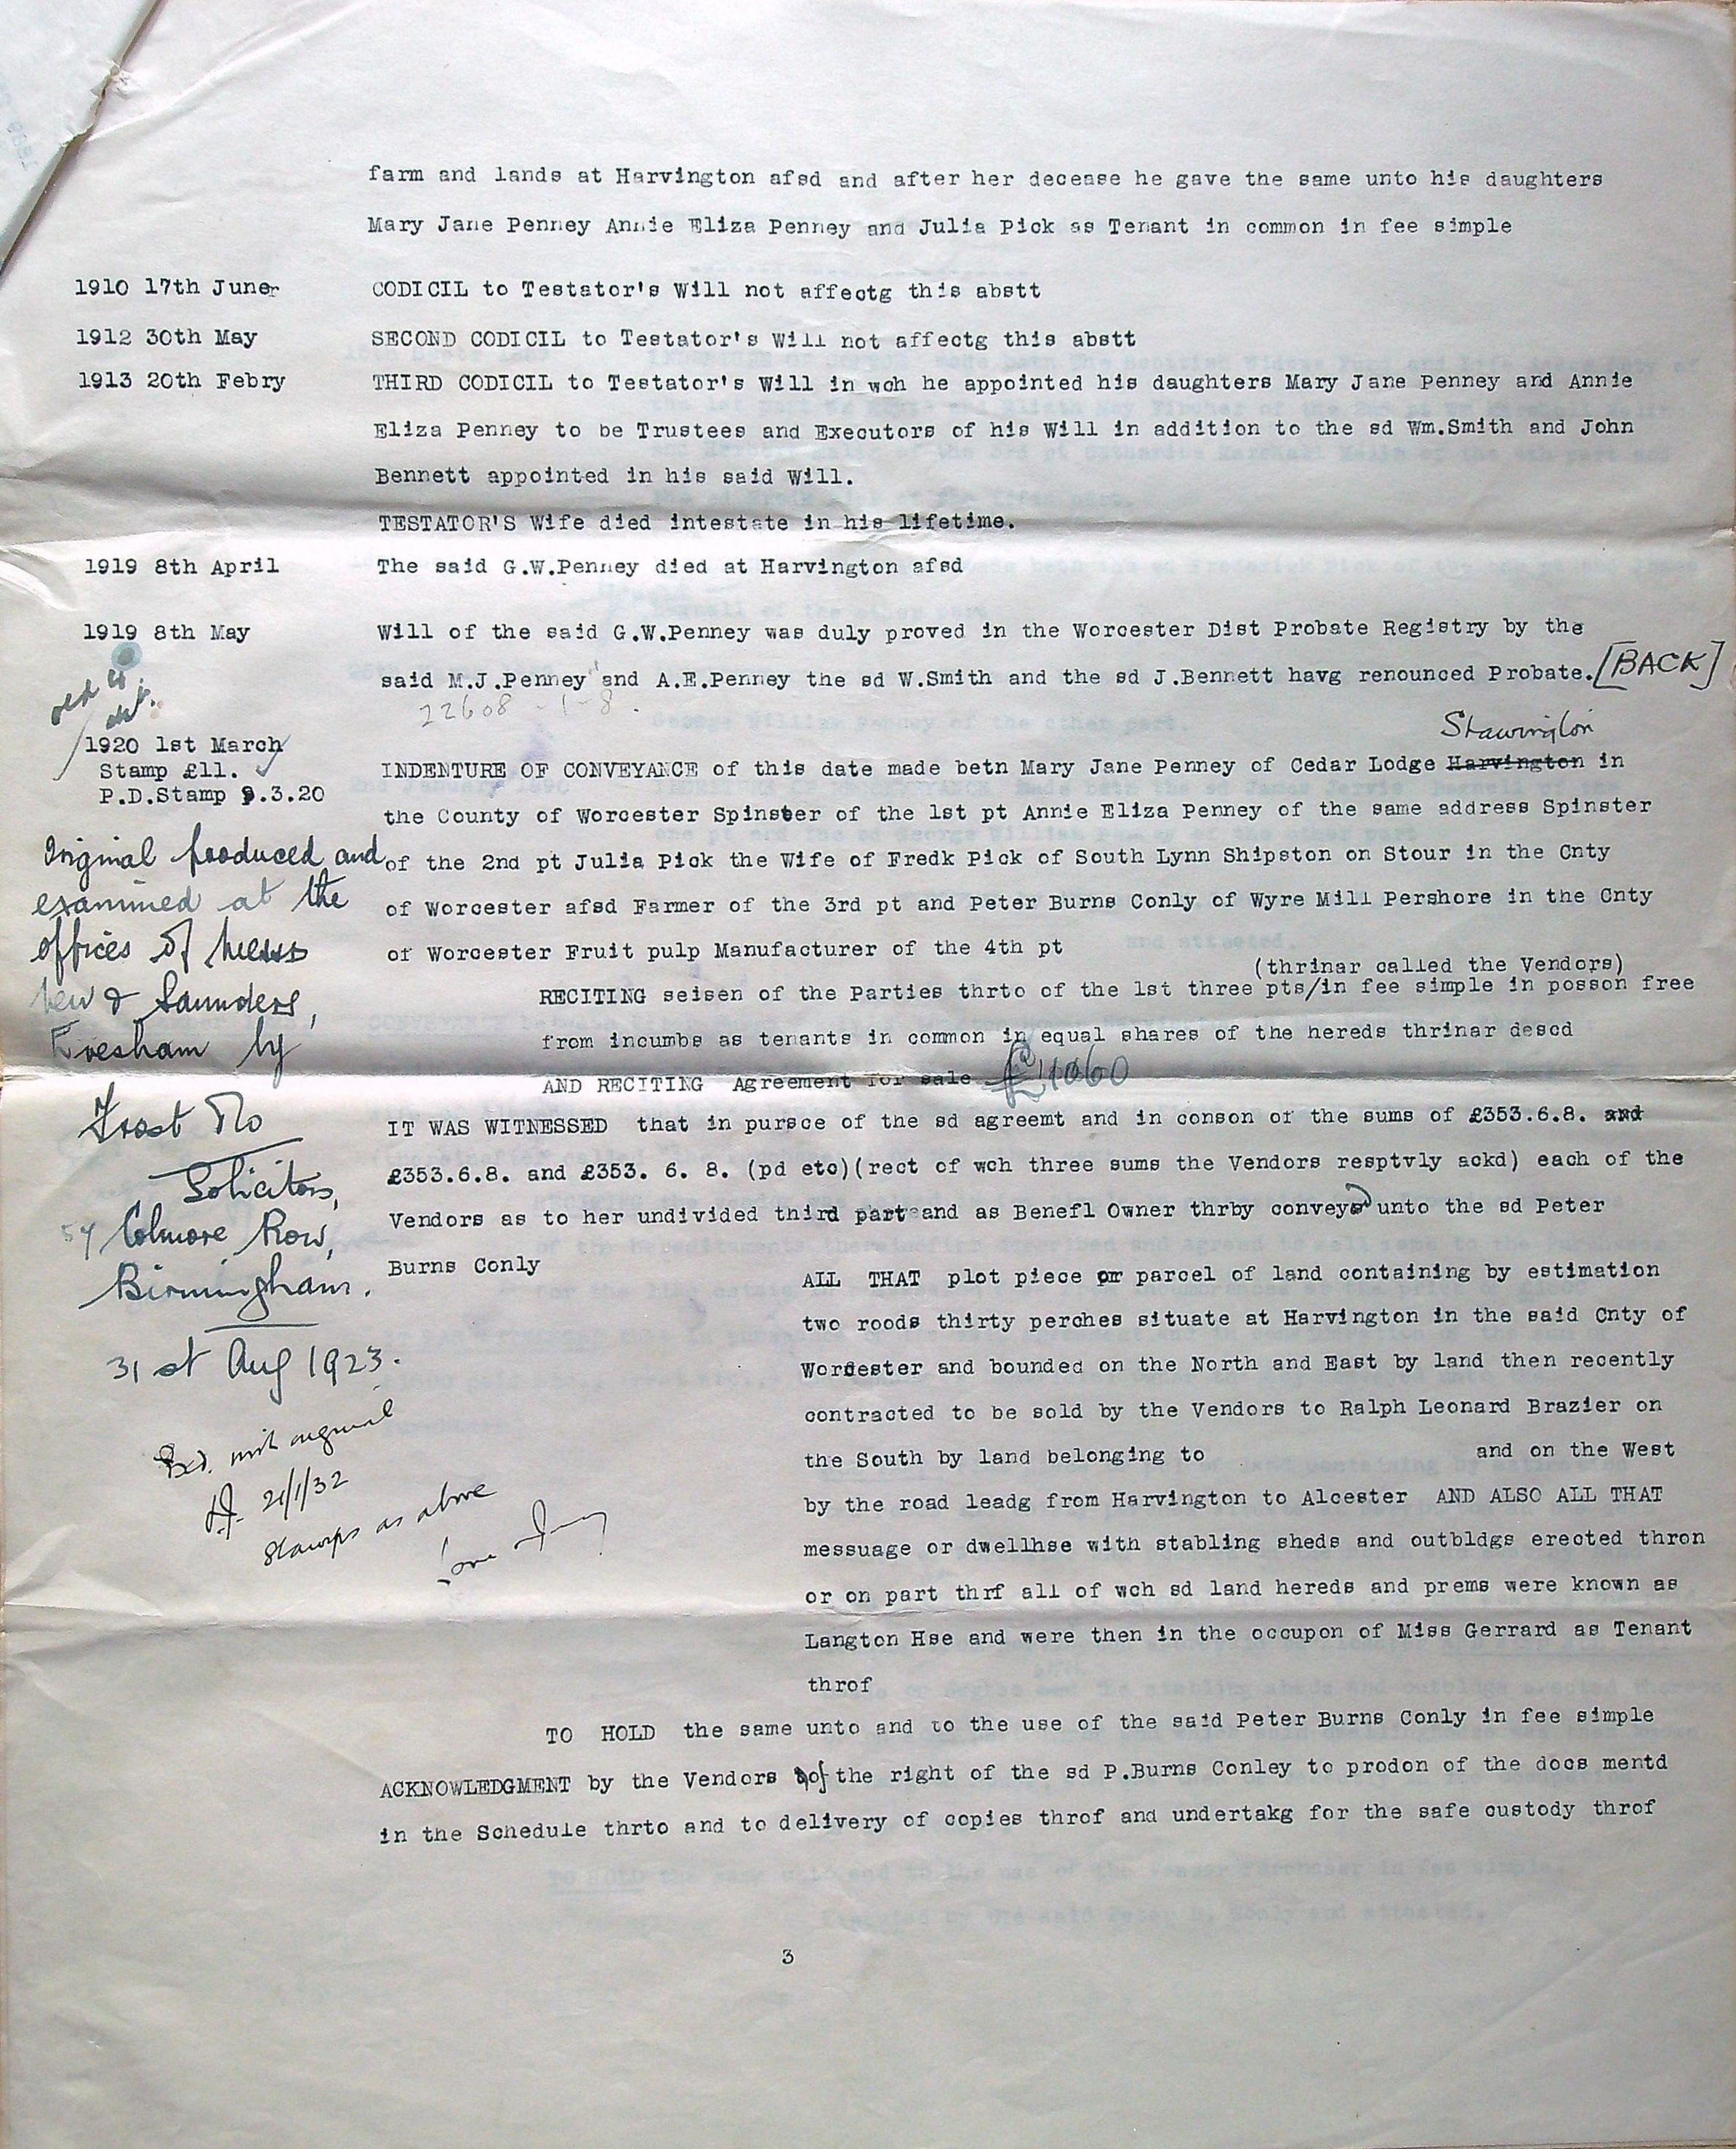 farm and lands at Harvington afsd and after her decease he gave the same unto his daughters
Mary Jane Penney Annie Eliza Penney and Julia Pick as Tenant in common in fee simple
1910 17th June CODICIL to Testator's Will not affectg this abstt
1912 30th May SECOND CODICIL to Testator's Will not affectg this abstt
1913 20th Febry THIRD CODICIL to Testator's Will in wch he appointed his daughters Mary Jane Penney and Annie
Eliza Penney to be Trustees and Executors of his Will in addition to the sd Wm.Smith and John
Bennett appointed in his said Will.
TESTATOR'S Wife died intestate in his lifetime.
1919 8th April The said G.W.Penney died at Harvington afsd
1919 8th May Will of the said G.W.Penney was duly proved in the Worcester Dist Probate Registry by the
said M.J.Penney and A.E.Penney the sd W.Smith and the sd J.Bennett havg renounced Probate. [BACK]
22608-1-8.
1920 1st March
Stamp £11.
P.D.Stamp 9.3.20
INDENTURE OF CONVEYANCE of this date made betn Mary Jane Penney of Cedar Lodge Harvington in
the County of Worcester Spinster of the 1st pt Annie Eliza Penney of the same address Spinster
of the 2nd pt Julia Pick the Wife of Fredk Pick of South Lynn Shipston on Stour in the Cnty
of Worcester afsd Farmer of the 3rd pt and Peter Burns Conly of Wyre Mill Pershore in the Cnty
of Worcester Fruit pulp Manufacturer of the 4th pt
(thrinar called the Vendors)
RECITING seisen of the Parties thrto of the 1st three pts/in fee simple in posson free
from incumbs as tenants in common in equal shares of the hereds thrinar descd
AND RECITING Agreement for sale @ £1060
IT WAS WITNESSED that in pursce of the sd agreemt and in conson of the sums of £353.6.8. and
£353.6.8. and £353. 6. 8. (pd etc)(rect of wch three sums the Vendors resptvly ackd) each of the
Vendors as to her undivided third part and as Benefl Owner thrby conveys unto the sd Peter
Burns Conly
ALL THAT plot piece or parcel of land containing by estimation
two roods thirty perches situate at Harvington in the said Cnty of
Worcester and bounded on the North and East by land then recently
contracted to be sold by the Vendors to Ralph Leonard Brazier on
the South by land belonging to and on the West
by the road leadg from Harvington to Alcester AND ALSO ALL THAT
messuage or dwellhse with stabling sheds and outbldgs erected thron
or on part thrf all of wch sd land hereds and prems were known as
Langton Hse and were then in the occupon of Miss Gerrard as Tenant
throf
TO HOLD the same unto and to the use of the said Peter Burns Conly in fee simple
ACKNOWLEDGMENT by the Vendors of the right of the sd P.Burns Conley to prodon of the docs mentd
in the Schedule thrto and to delivery of copies throf and undertakg for the safe custody throf
Original produced and
examined at the
offices of Messrs
New & Saunders,
Evesham by
Solicitors,
57 Colmore Row,
Birmingham.
31st Aug 1923.
Exd. with original
21/1/32
Stamps as above
3